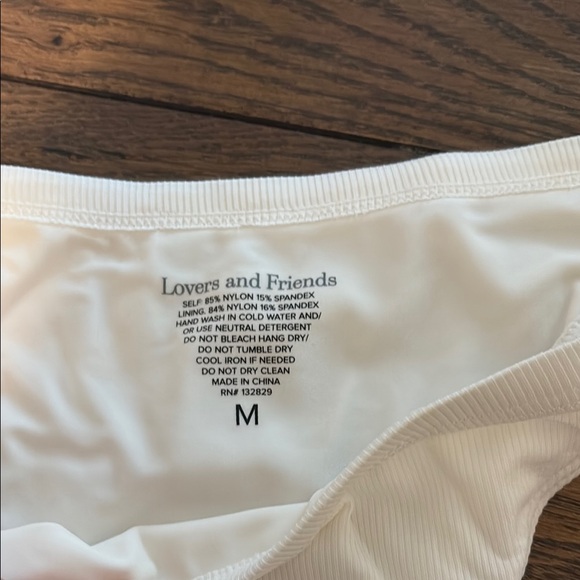 Lovers and Friends
SELF: 85% NYLON 15% SPANDEX
LINING: 84% NYLON 16% SPANDEX
HAND WASH IN COLD WATER AND/
OR USE NEUTRAL DETERGENT
DO NOT BLEACH HANG DRY/
DO NOT TUMBLE DRY
COOL IRON IF NEEDED
DO NOT DRY CLEAN
MADE IN CHINA
RN# 132829
M